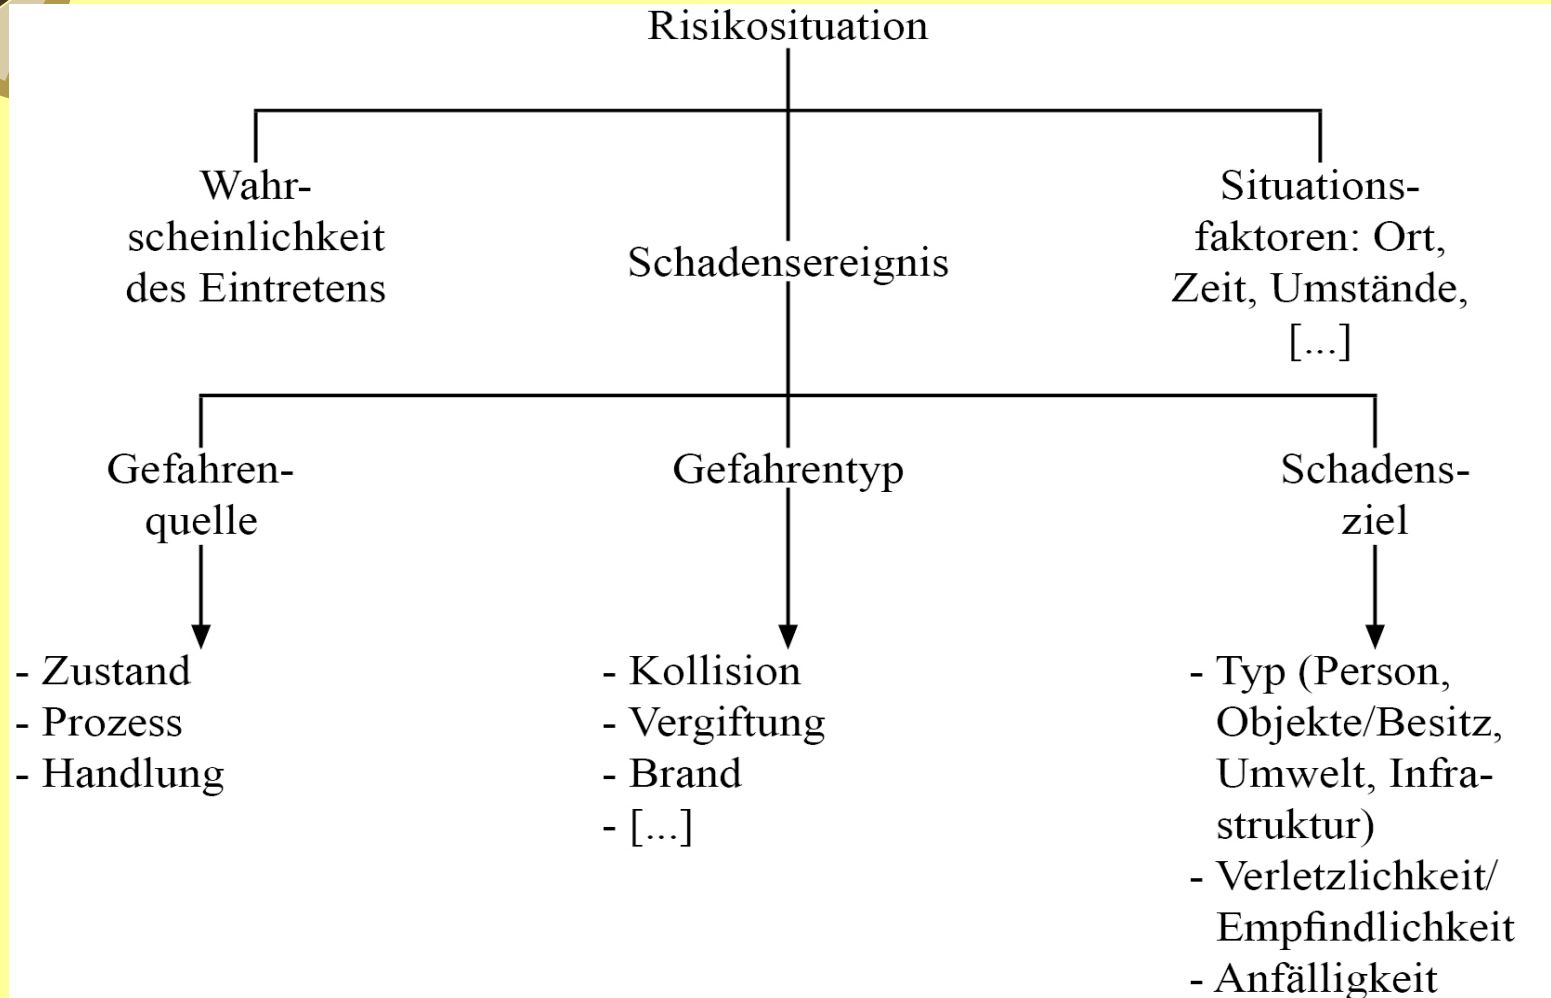 Risikosituation
Wahr-
scheinlichkeit
des Eintretens
Schadensereignis
Situations-
faktoren: Ort,
Zeit, Umstände,
[...]
Gefahren-
quelle
Gefahrentyp
Schadens-
ziel
- Zustand
- Prozess
- Handlung
- Kollision
- Vergiftung
- Brand
- [...]
- Typ (Person,
Objekte/Besitz,
Umwelt, Infra-
struktur)
- Verletzlichkeit/
Empfindlichkeit
- Anfälligkeit